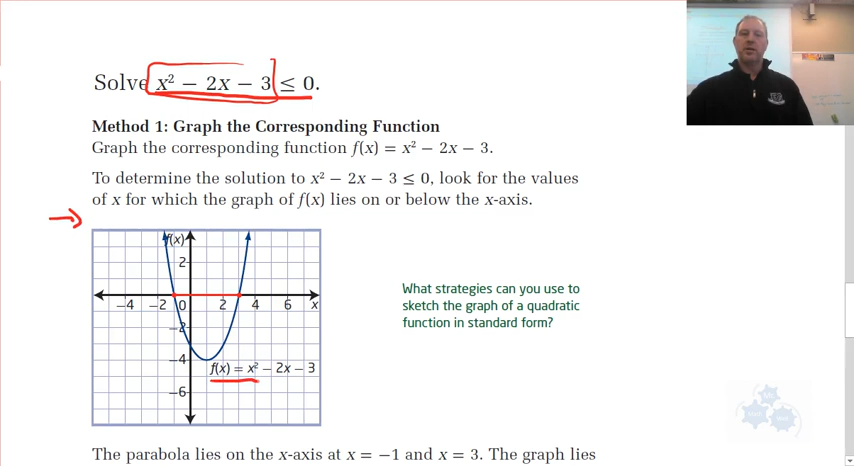 Solve x² − 2x − 3 ≤ 0.
Method 1: Graph the Corresponding Function
Graph the corresponding function f(x) = x² − 2x − 3.
To determine the solution to x² − 2x − 3 ≤ 0, look for the values
of x for which the graph of f(x) lies on or below the x-axis.
f(x)
2
−4 −2 0 2 4 6 x
−2
−4
f(x) = x² − 2x − 3
−6
What strategies can you use to
sketch the graph of a quadratic
function in standard form?
The parabola lies on the x-axis at x = −1 and x = 3. The graph lies